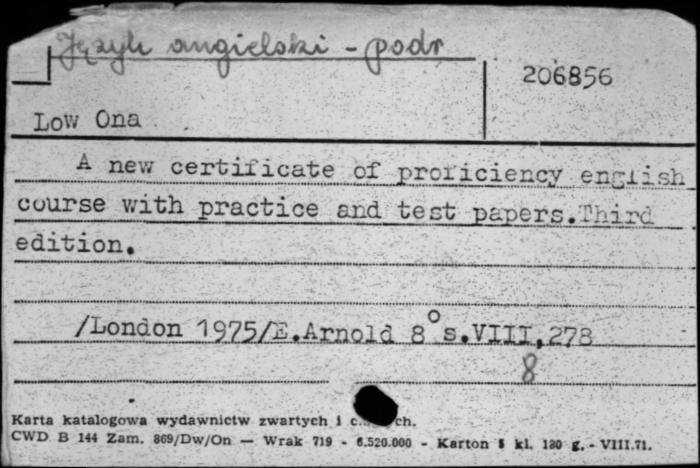 Język angielski - podr
206856
Low Ona
A new certificate of proficiency english
course with practice and test papers.Third
edition.
/London 1975/E.Arnold 8° s.VIII,278
8
Karta katalogowa wydawnictw zwartych i ch.
CWD B 144 Zam. 869/Dw/On — Wrak 719 - 6.520.000 - Karton 5 kl. 180 g. - VIII.71.